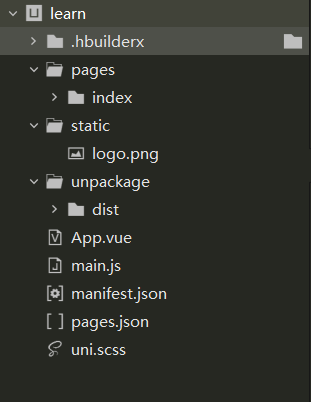 learn
.hbuilderx
pages
index
static
logo.png
unpackage
dist
App.vue
main.js
manifest.json
pages.json
uni.scss